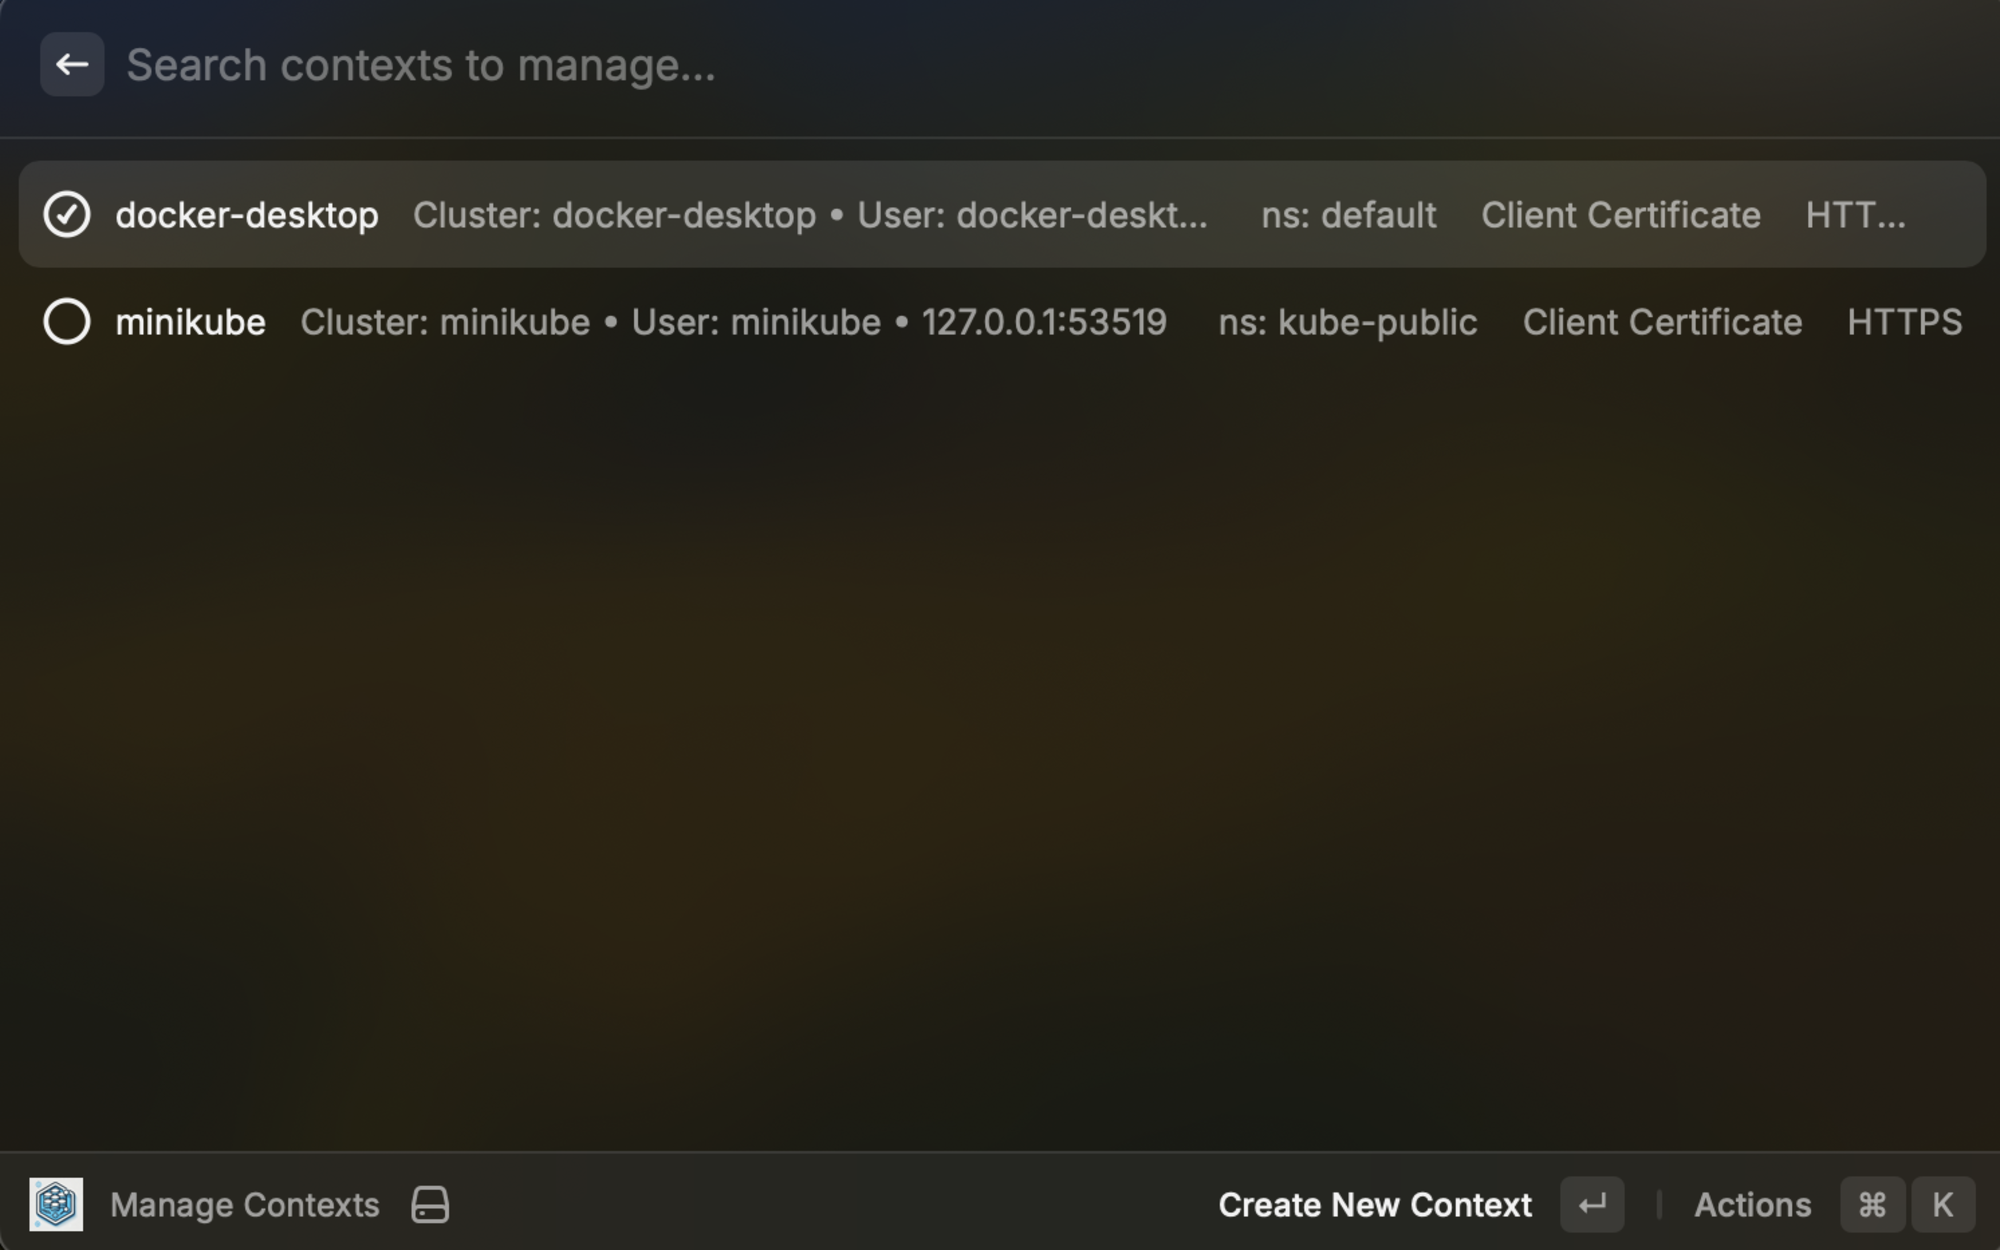 Search contexts to manage...
docker-desktop Cluster: docker-desktop • User: docker-deskt... ns: default Client Certificate HTT...
minikube Cluster: minikube • User: minikube • 127.0.0.1:53519 ns: kube-public Client Certificate HTTPS
Manage Contexts Create New Context ↵ Actions ⌘ K